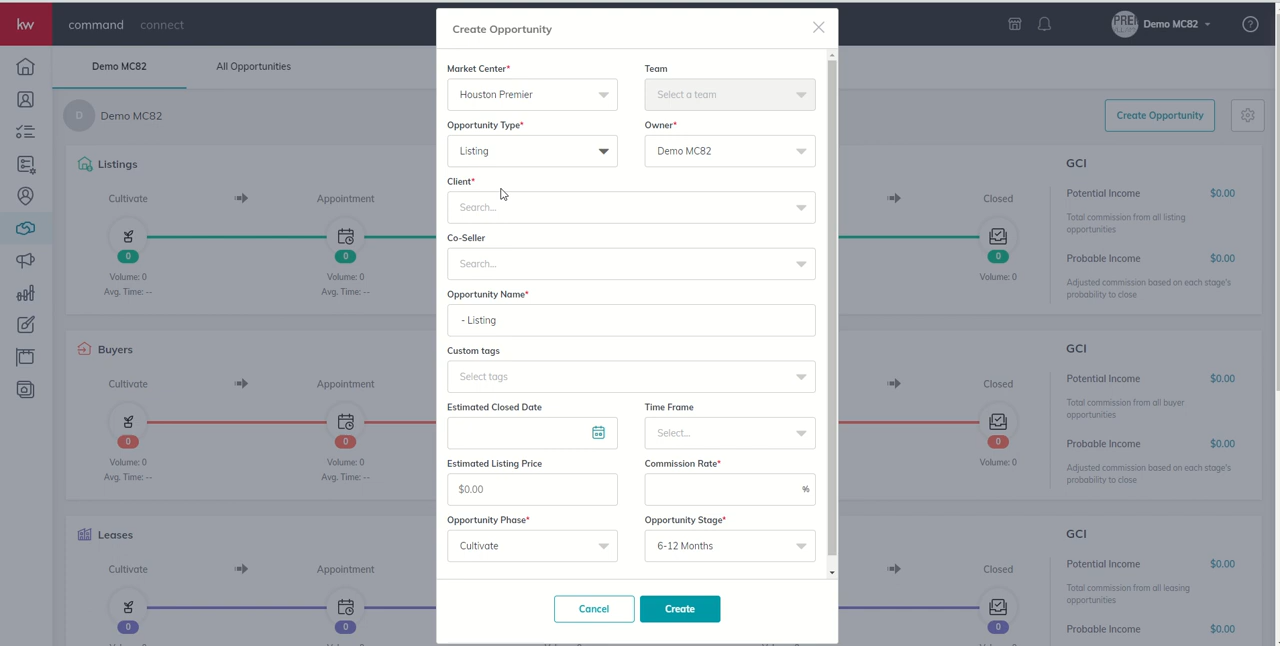 kw
command
connect
PRE
Demo MC82
Demo MC82
All Opportunities
D
Demo MC82
Create Opportunity
Listings
Cultivate
Appointment
Closed
0
0
0
Volume: 0
Volume: 0
Volume: 0
Avg. Time: --
Avg. Time: --
GCI
Potential Income
$0.00
Total commission from all listing
opportunities
Probable Income
$0.00
Adjusted commission based on each stage's
probability to close
Buyers
Cultivate
Appointment
Closed
0
0
0
Volume: 0
Volume: 0
Volume: 0
Avg. Time: --
Avg. Time: --
GCI
Potential Income
$0.00
Total commission from all buyer
opportunities
Probable Income
$0.00
Adjusted commission based on each stage's
probability to close
Leases
Cultivate
Appointment
Closed
0
0
0
GCI
Potential Income
$0.00
Total commission from all leasing
opportunities
Probable Income
$0.00
Create Opportunity
Market Center*
Team
Houston Premier
Select a team
Opportunity Type*
Owner*
Listing
Demo MC82
Client*
Search...
Co-Seller
Search...
Opportunity Name*
- Listing
Custom tags
Select tags
Estimated Closed Date
Time Frame
Select...
Estimated Listing Price
Commission Rate*
$0.00
%
Opportunity Phase*
Opportunity Stage*
Cultivate
6-12 Months
Cancel
Create